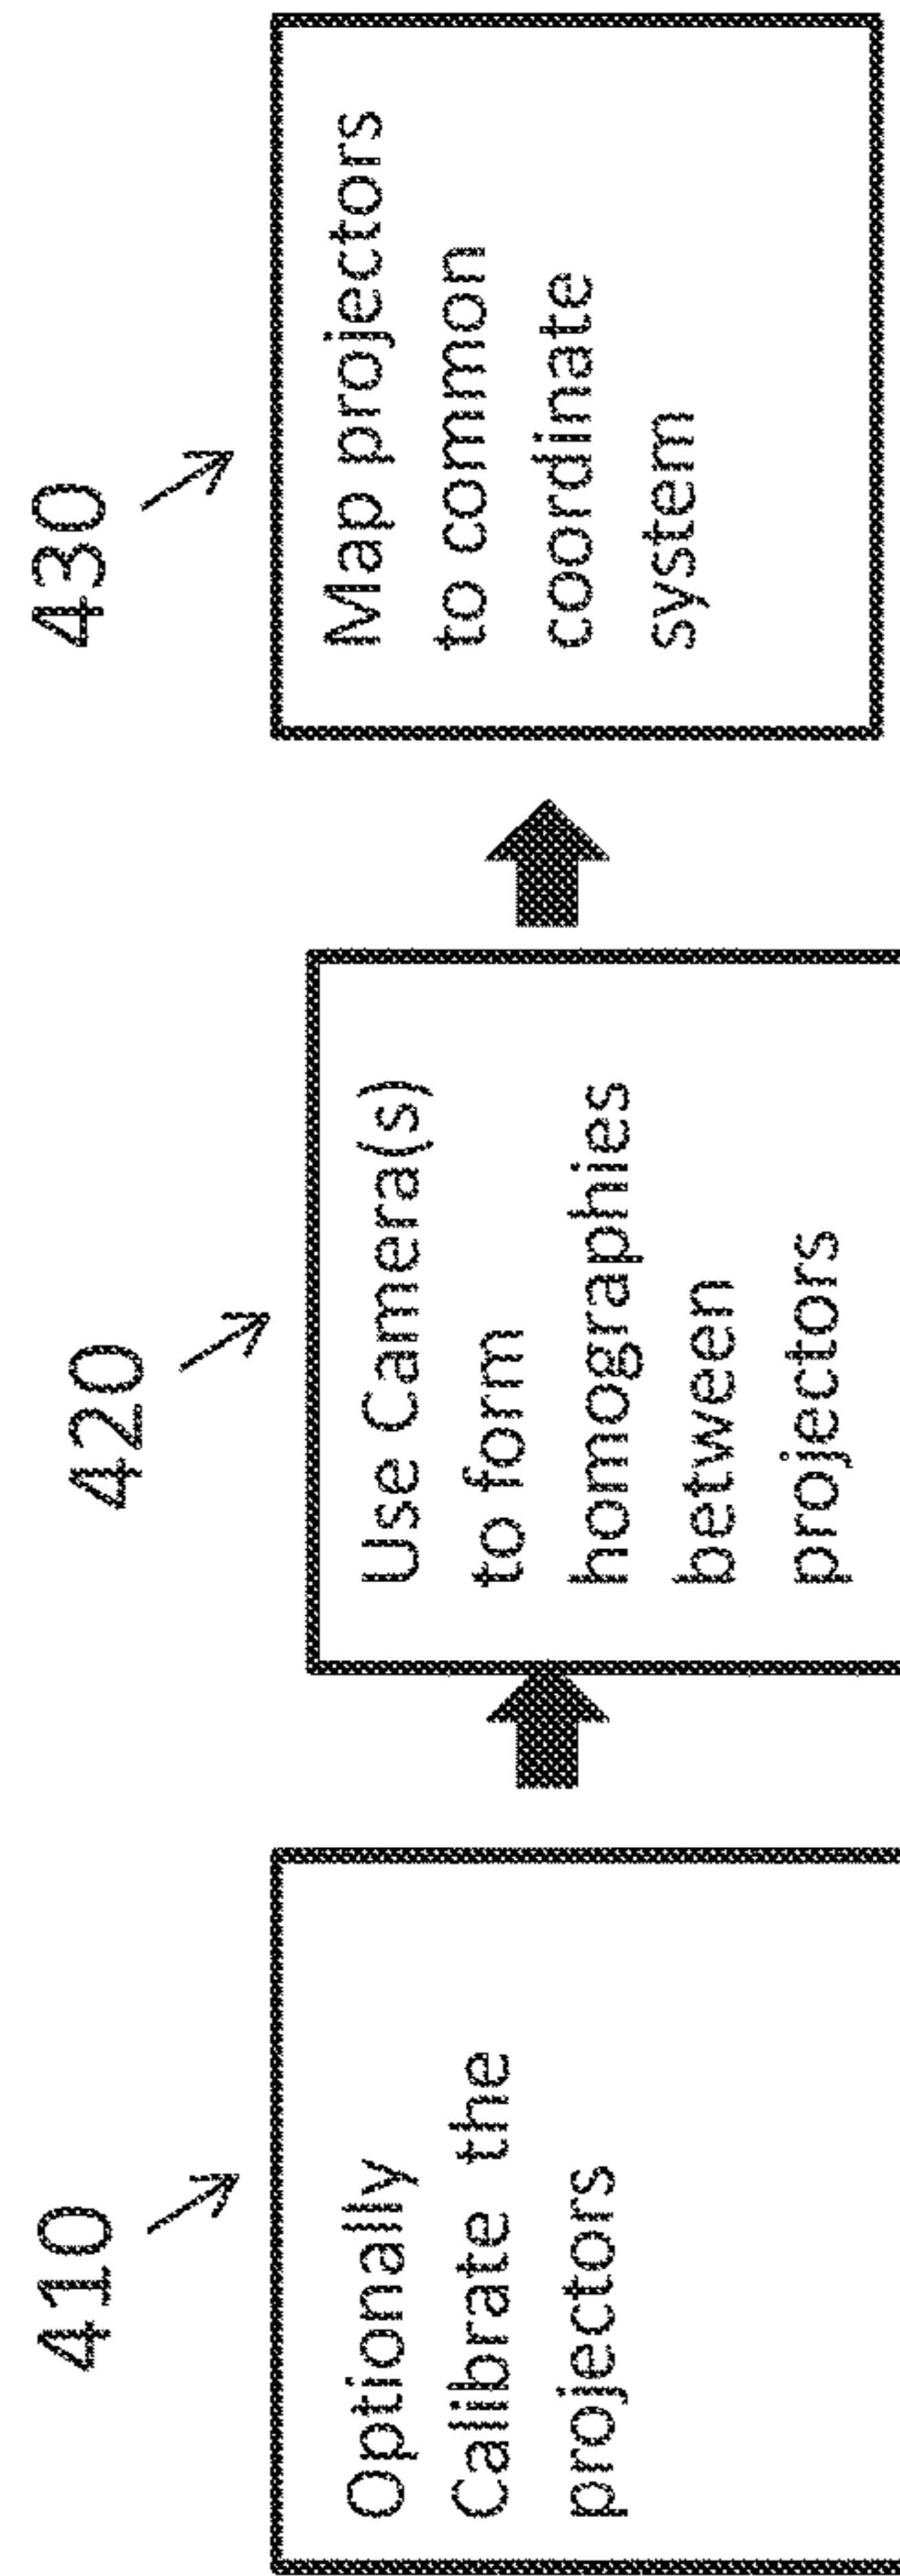 410
Optionally
Calibrate the
projectors
420
Use Camera(s)
to form
homographies
between
projectors
430
Map projectors
to common
coordinate
system